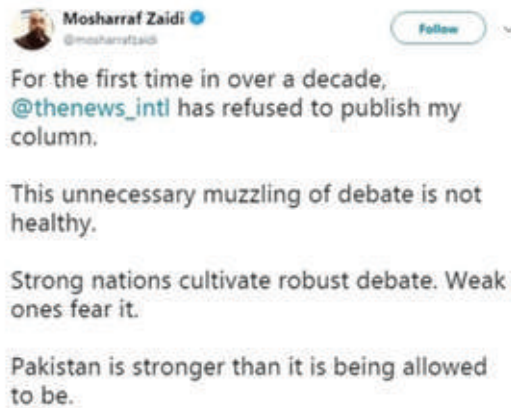 Mosharraf Zaidi
@mosharrafzaidi
Follow
For the first time in over a decade,
@thenews_intl has refused to publish my
column.
This unnecessary muzzling of debate is not
healthy.
Strong nations cultivate robust debate. Weak
ones fear it.
Pakistan is stronger than it is being allowed
to be.